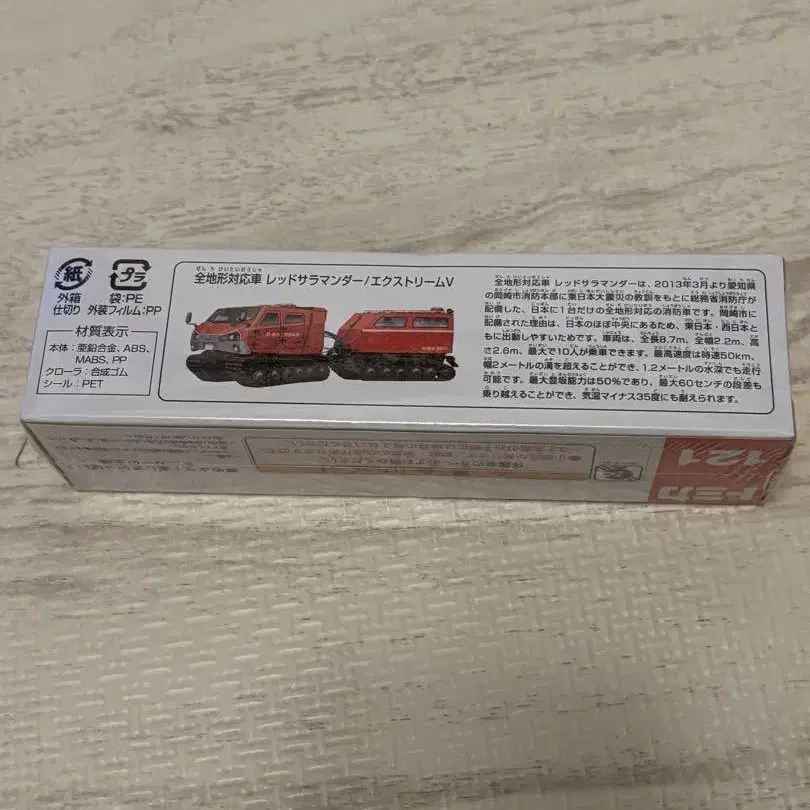 紙
外箱
仕切り
プラ
袋:PE
外装フィルム:PP
材質表示
本体:亜鉛合金、ABS、
MABS、PP
クローラ:合成ゴム
シール:PET
全地形対応車 レッドサラマンダー/エクストリームV
全地形対応車 レッドサラマンダーは、2013年3月より愛知県
の岡崎市消防本部に東日本大震災の教訓をもとに総務省消防庁が
配備した、日本に1台だけの全地形対応の消防車です。岡崎市に
配備された理由は、日本のほぼ中央にあるため、東日本・西日本と
もに出動しやすいためです。車両は、全長8.7m、全幅2.2m、高
さ2.6m、最大で10人が乗車できます。最高速度は時速50km、
幅2メートルの溝を超えることができ、1.2メートルの水深でも走行
可能です。最大登坂能力は50%であり、最大60センチの段差も
乗り越えることができ、気温マイナス35度にも耐えられます。
121
トミカ